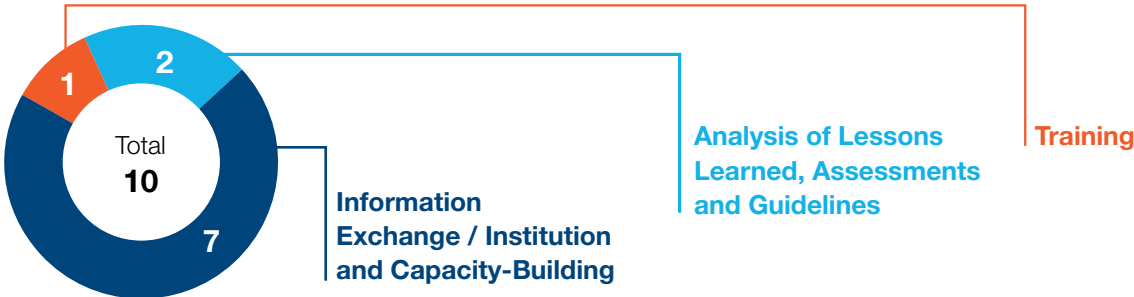 1
2
Total
10
7
Information
Exchange / Institution
and Capacity-Building
Analysis of Lessons
Learned, Assessments
and Guidelines
Training